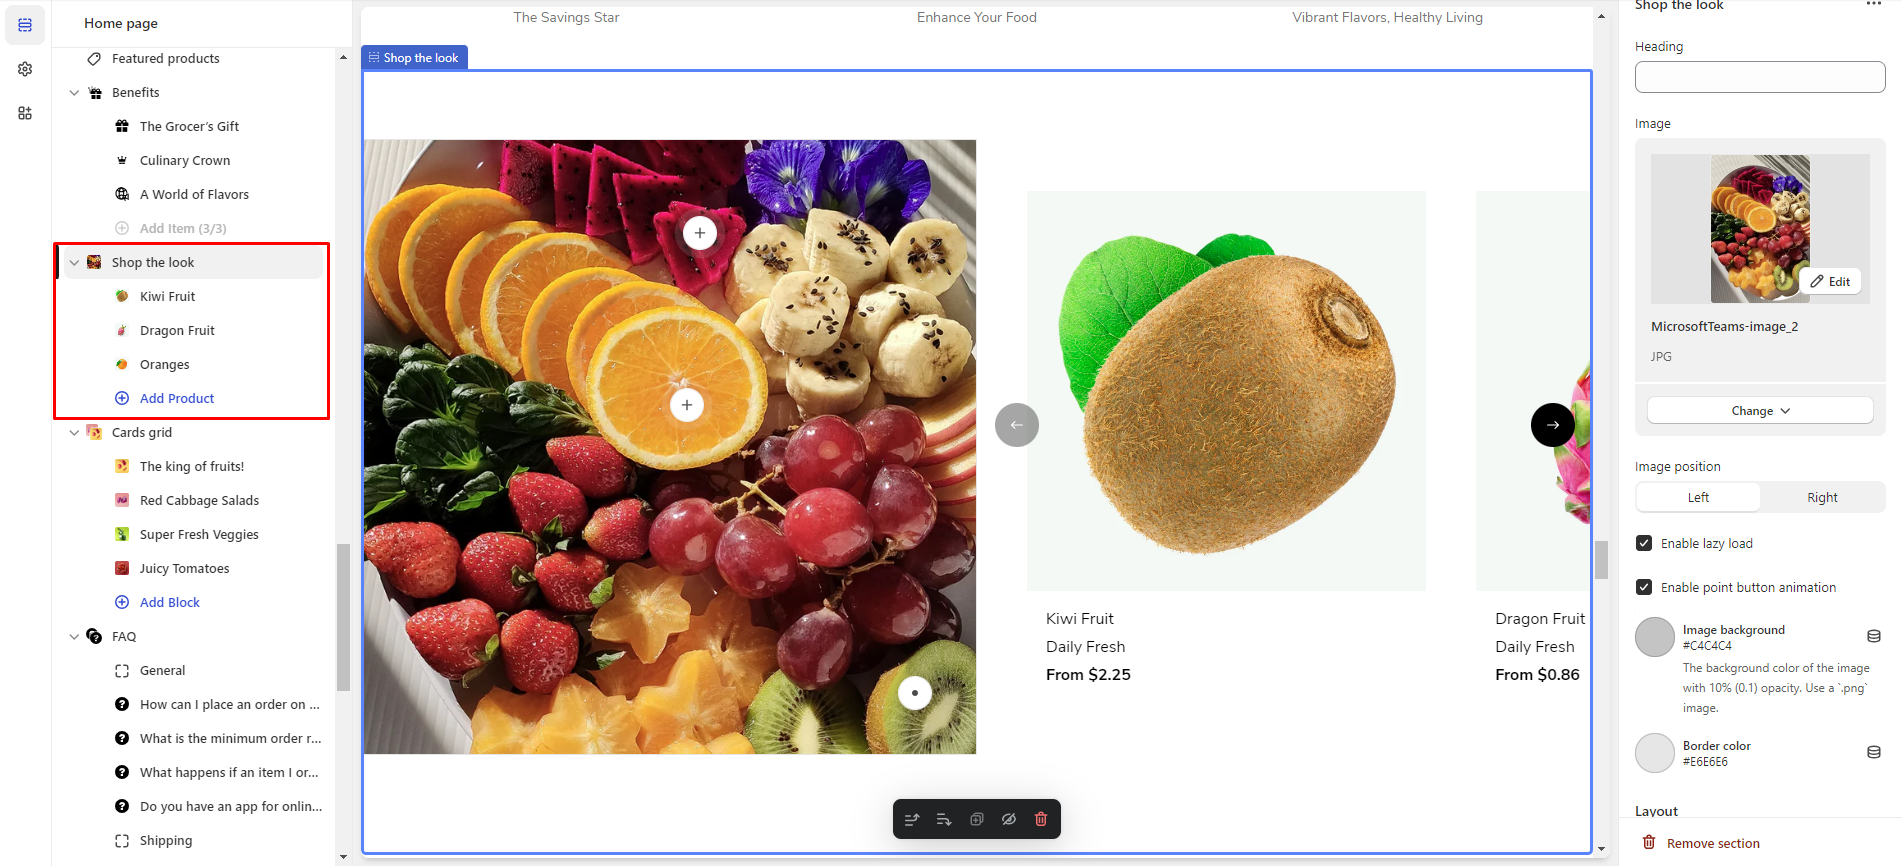 Home page
Featured products
Benefits
The Grocer’s Gift
Culinary Crown
A World of Flavors
Add Item (3/3)
Shop the look
Kiwi Fruit
Dragon Fruit
Oranges
Add Product
Cards grid
The king of fruits!
Red Cabbage Salads
Super Fresh Veggies
Juicy Tomatoes
Add Block
FAQ
General
How can I place an order on ...
What is the minimum order r...
What happens if an item I or...
Do you have an app for onlin...
Shipping
The Savings Star
Enhance Your Food
Vibrant Flavors, Healthy Living
Shop the look
Kiwi Fruit
Daily Fresh
From $2.25
Dragon Fruit
Daily Fresh
From $0.86
Shop the look
Heading
Image
Edit
MicrosoftTeams-image_2
JPG
Change
Image position
Left
Right
Enable lazy load
Enable point button animation
Image background
#C4C4C4
The background color of the image
with 10% (0.1) opacity. Use a `.png`
image.
Border color
#E6E6E6
Layout
Remove section